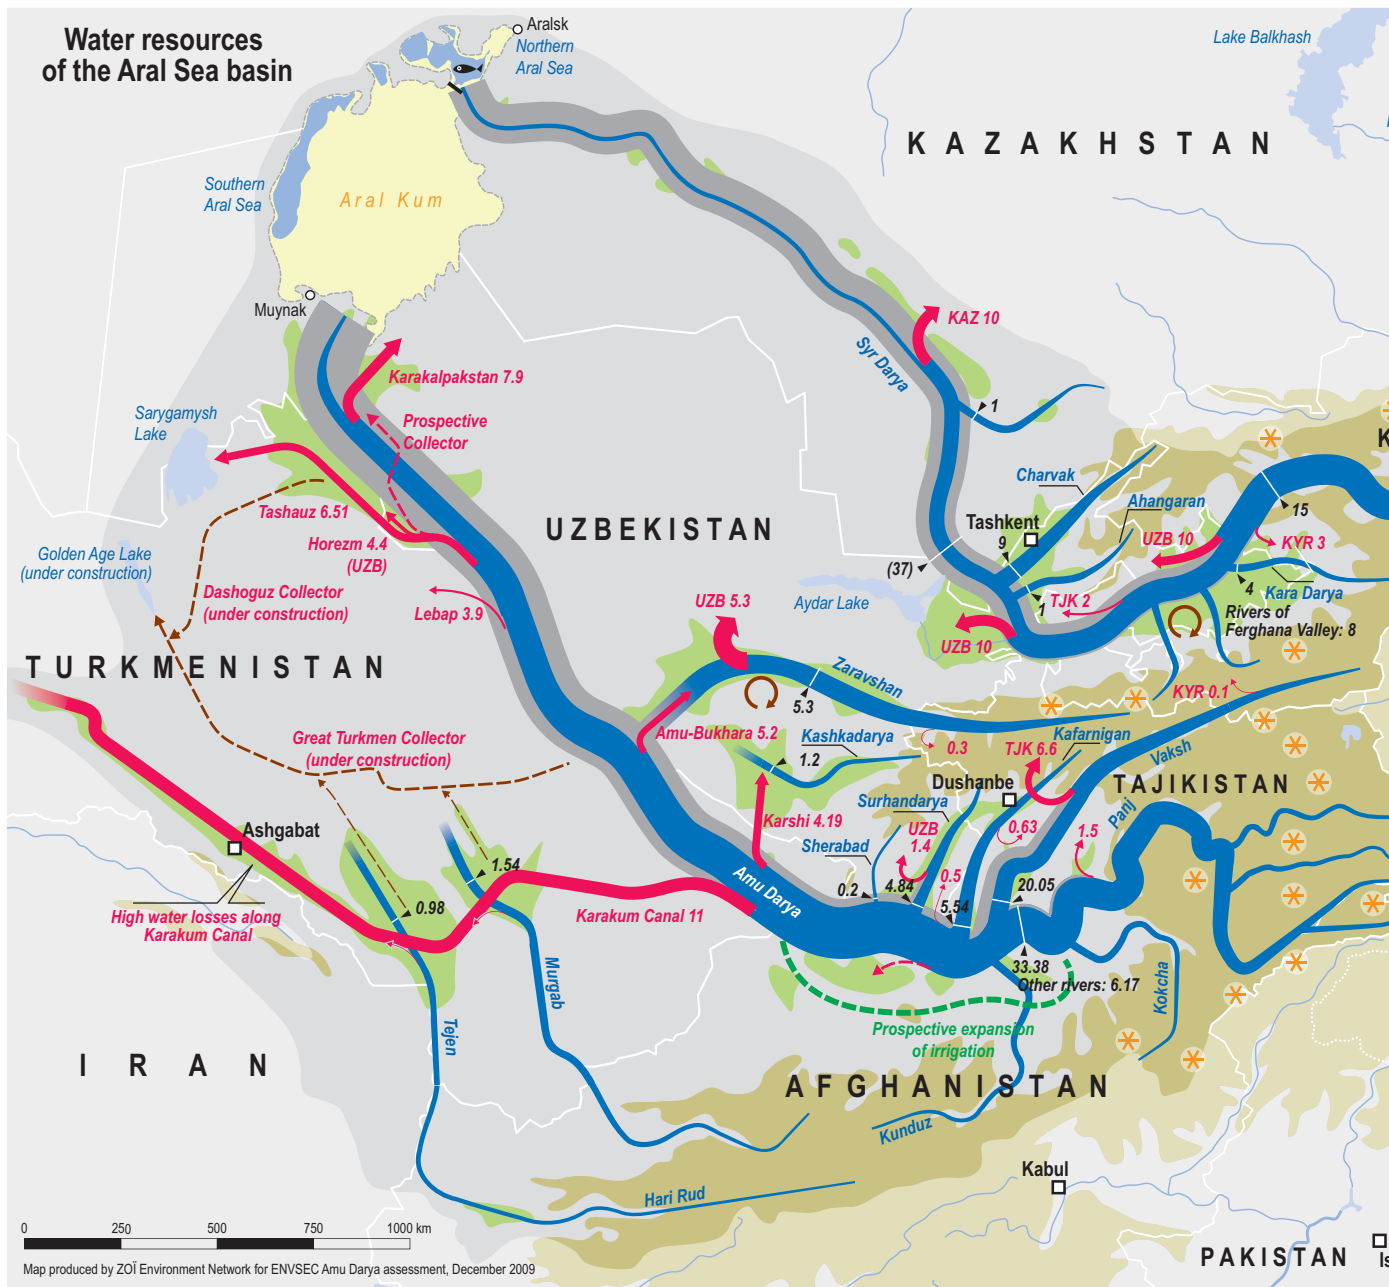 Water resources
of the Aral Sea basin
Aralsk
Northern
Aral Sea
Lake Balkhash
KAZAKHSTAN
Southern
Aral Sea
Aral Kum
Muynak
KAZ 10
Syr Darya
Karakalpakstan 7.9
Sarygamysh
Lake
Prospective
Collector
1
Charvak
Ahangaran
Tashauz 6.51
UZBEKISTAN
Tashkent
9
15
UZB 10
KYR 3
Horezm 4.4
(UZB)
Golden Age Lake
(under construction)
(37)
4
Kara Darya
Dashoguz Collector
(under construction)
Lebap 3.9
UZB 5.3
Aydar Lake
1
TJK 2
Rivers of
Ferghana Valley: 8
UZB 10
TURKMENISTAN
Zaravshan
KYR 0.1
5.3
Great Turkmen Collector
(under construction)
Amu-Bukhara 5.2
Kashkadarya
1.2
0.3
TJK 6.6
Kafarnigan
Vaksh
Dushanbe
TAJIKISTAN
Surhandarya
Panj
Ashgabat
Karshi 4.19
UZB
1.4
0.63
1.5
Sherabad
1.54
Amu Darya
0.2
4.84
0.5
20.05
0.98
5.54
High water losses along
Karakum Canal
Karakum Canal 11
Murgab
33.38
Other rivers: 6.17
Kokcha
Tejen
Prospective expansion
of irrigation
IRAN
AFGHANISTAN
Kunduz
Kabul
Hari Rud
0 250 500 750 1000 km
PAKISTAN
Map produced by ZOÏ Environment Network for ENVSEC Amu Darya assessment, December 2009